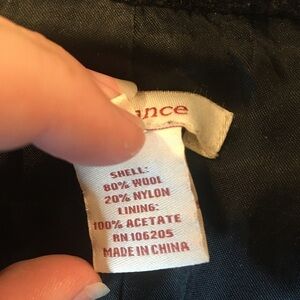 ance
SHELL:
80% WOOL
20% NYLON
LINING:
100% ACETATE
RN 106205
MADE IN CHINA